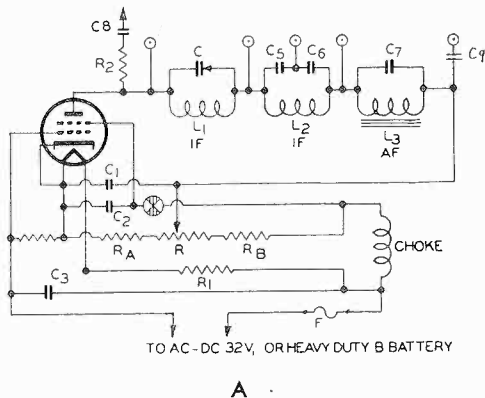 C8
R2
C
C5
C6
C7
C9
L1
IF
L2
IF
L3
AF
C1
C2
RA
R
RB
CHOKE
R1
C3
F
TO AC-DC 32V, OR HEAVY DUTY B BATTERY
A